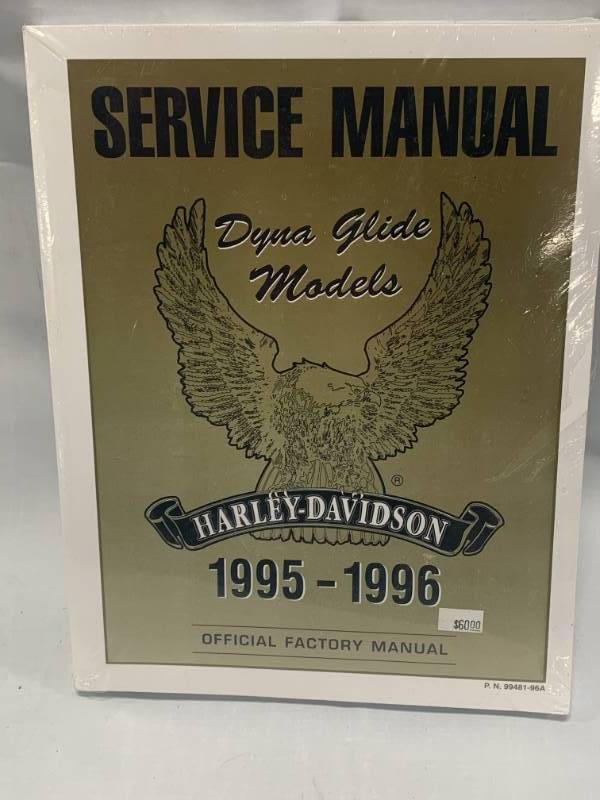 SERVICE MANUAL
Dyna Glide
Models
®
HARLEY-DAVIDSON
1995 - 1996
$60.00
OFFICIAL FACTORY MANUAL
P. N. 99481-96A